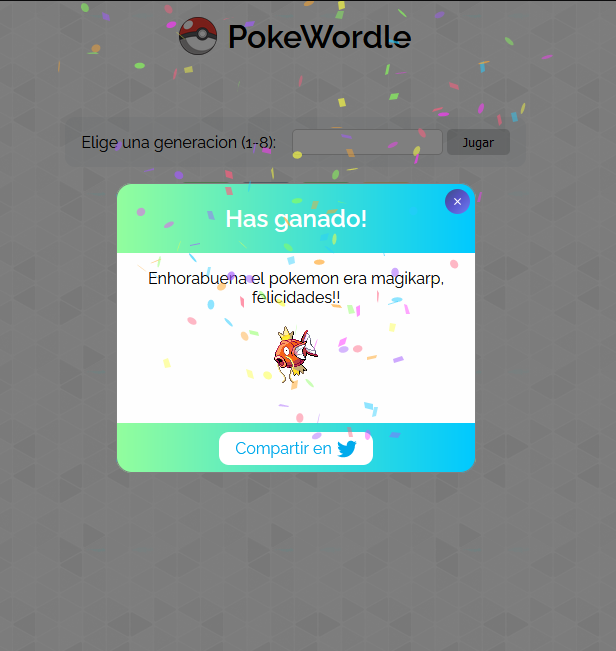 PokeWordle
Elige una generacion (1-8):
Jugar
Has ganado!
×
Enhorabuena el pokemon era magikarp,
felicidades!!
Compartir en